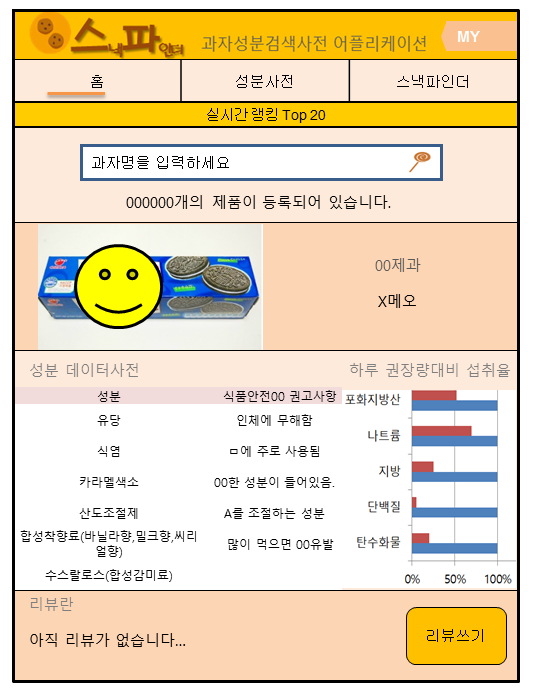 스낵파인더 과자성분검색사전 어플리케이션 MY
홈 성분사전 스낵파인더
실시간 랭킹 Top 20
과자명을 입력하세요
000000개의 제품이 등록되어 있습니다.
00제과
X메오
성분 데이터사전 하루 권장량대비 섭취율
성분 식품안전00 권고사항
유당 인체에 무해함
식염 ㅁ에 주로 사용됨
카라멜색소 00한 성분이 들어있음.
산도조절제 A를 조절하는 성분
합성착향료(바닐라향,밀크향,씨리
얼향) 많이 먹으면 00유발
수스랄로스(합성감미료)
포화지방산
나트륨
지방
단백질
탄수화물
0% 50% 100%
리뷰란
아직 리뷰가 없습니다...
리뷰쓰기